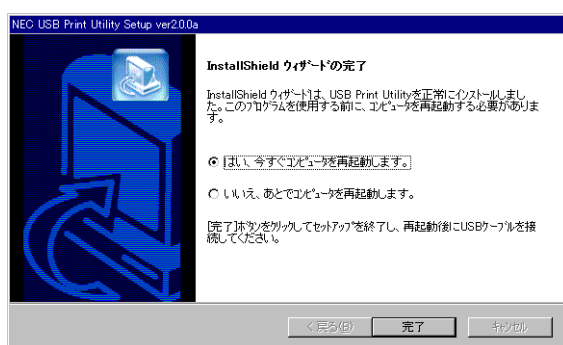 NEC USB Print Utility Setup ver2.0.0a
InstallShield ｳｨｻﾞｰﾄﾞの完了
InstallShield ｳｨｻﾞｰﾄﾞは、USB Print Utilityを正常にｲﾝｽﾄｰﾙしまし
た。このﾌﾟﾛｸﾞﾗﾑを使用する前に、ｺﾝﾋﾟｭｰﾀを再起動する必要がありま
す。
はい、今すぐｺﾝﾋﾟｭｰﾀを再起動します。
いいえ、あとでｺﾝﾋﾟｭｰﾀを再起動します。
[完了]ﾎﾞﾀﾝをｸﾘｯｸしてｾｯﾄｱｯﾌﾟを終了し、再起動後にUSBｹｰﾌﾞﾙを接
続してください。
< 戻る(B)
完了
ｷｬﾝｾﾙ